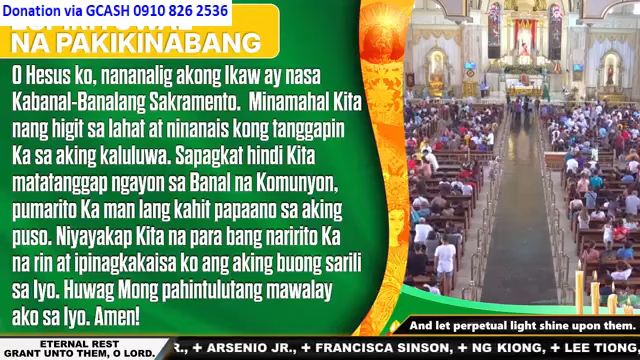 Donation via GCASH 0910 826 2536
NA PAKIKINABANG
O Hesus ko, nananalig akong Ikaw ay nasa
Kabanal-Banalang Sakramento. Minamahal Kita
nang higit sa lahat at ninanais kong tanggapin
Ka sa aking kaluluwa. Sapagkat hindi Kita
matatanggap ngayon sa Banal na Komunyon,
pumarito Ka man lang kahit papaano sa aking
puso. Niyayakap Kita na para bang naririto Ka
na rin at ipinagkakaisa ko ang aking buong sarili
sa Iyo. Huwag Mong pahintulutang mawalay
ako sa Iyo. Amen!
And let perpetual light shine upon them.
ETERNAL REST
GRANT UNTO THEM, O LORD.
R., + ARSENIO JR., + FRANCISCA SINSON, + NG KIONG, + LEE TIONG